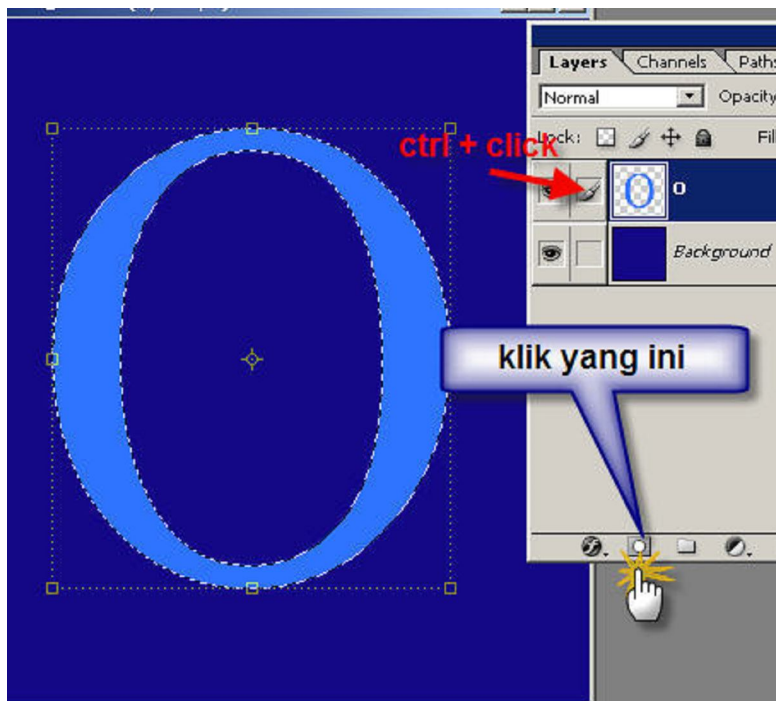 Layers Channels Paths
Normal Opacity
Lock: Fil
ctrl + click
O
Background
klik yang ini
O